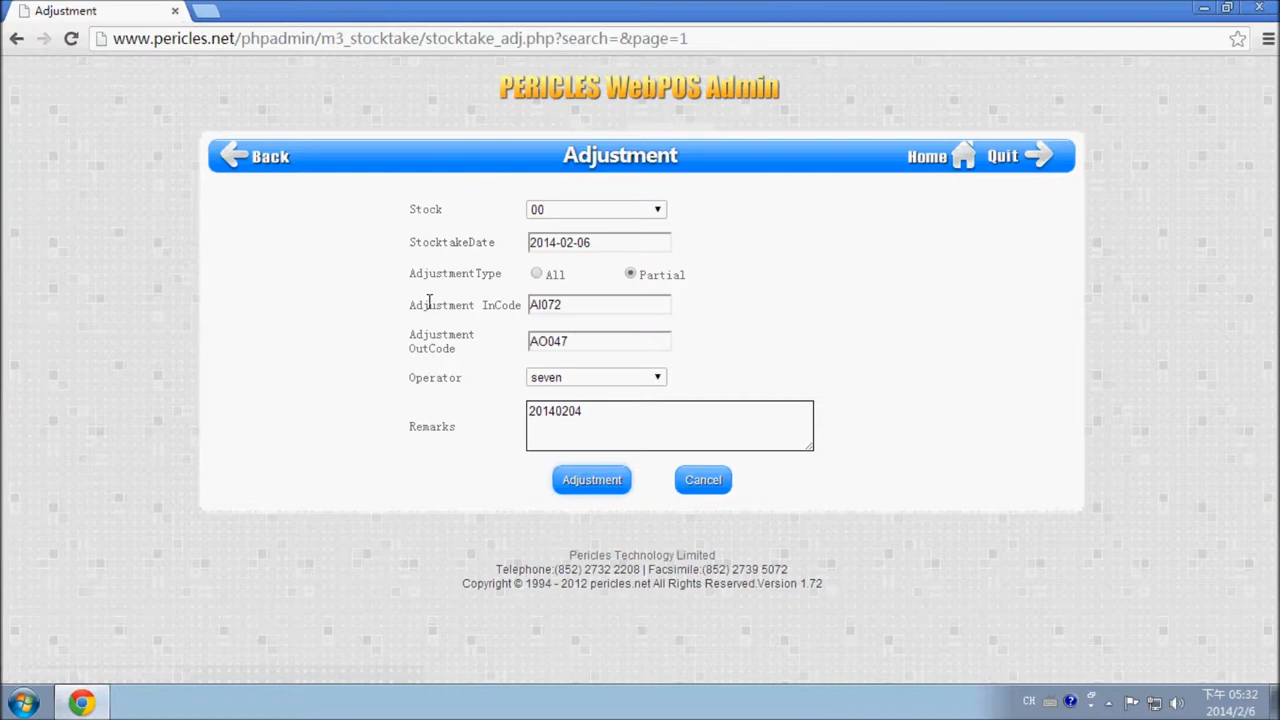 Adjustment
www.pericles.net/phpadmin/m3_stocktake/stocktake_adj.php?search=&page=1
PERICLES WebPOS Admin
Back Adjustment Home Quit
Stock 00
StocktakeDate 2014-02-06
AdjustmentType All Partial
Adjustment InCode AI072
Adjustment
OutCode AO047
Operator seven
Remarks 20140204
Adjustment Cancel
Pericles Technology Limited
Telephone:(852) 2732 2208 | Facsimile:(852) 2739 5072
Copyright © 1994 - 2012 pericles.net All Rights Reserved.Version 1.72
CH 下午 05:32
2014/2/6